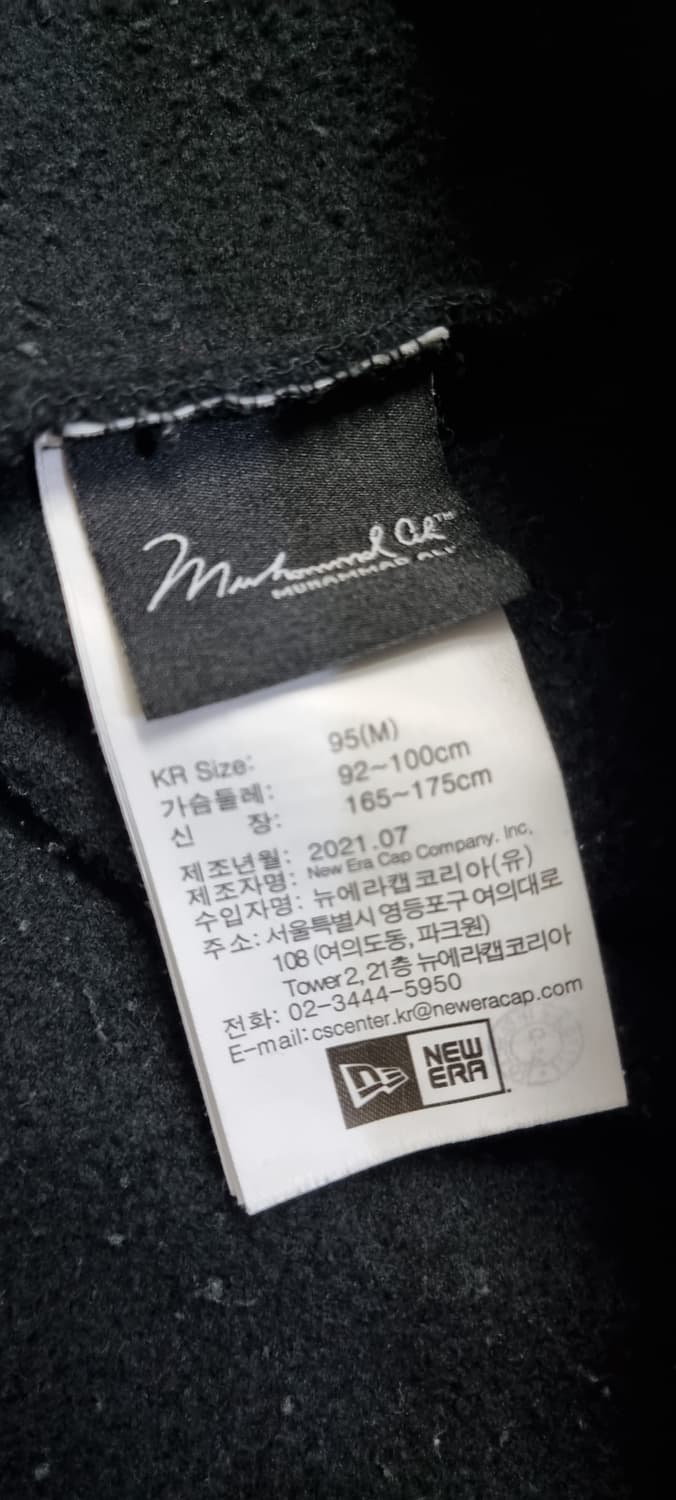 Muhammad Ali™
MUHAMMAD ALI
KR Size: 95(M)
가슴둘레: 92~100cm
신 장: 165~175cm
제조년월: 2021.07
제조자명: New Era Cap Company, Inc.
수입자명: 뉴에라캡코리아(유)
주소: 서울특별시 영등포구 여의대로
108 (여의도동, 파크원)
Tower 2, 21층 뉴에라캡코리아
전화: 02-3444-5950
E-mail: cscenter.kr@neweracap.com
NEW
ERA